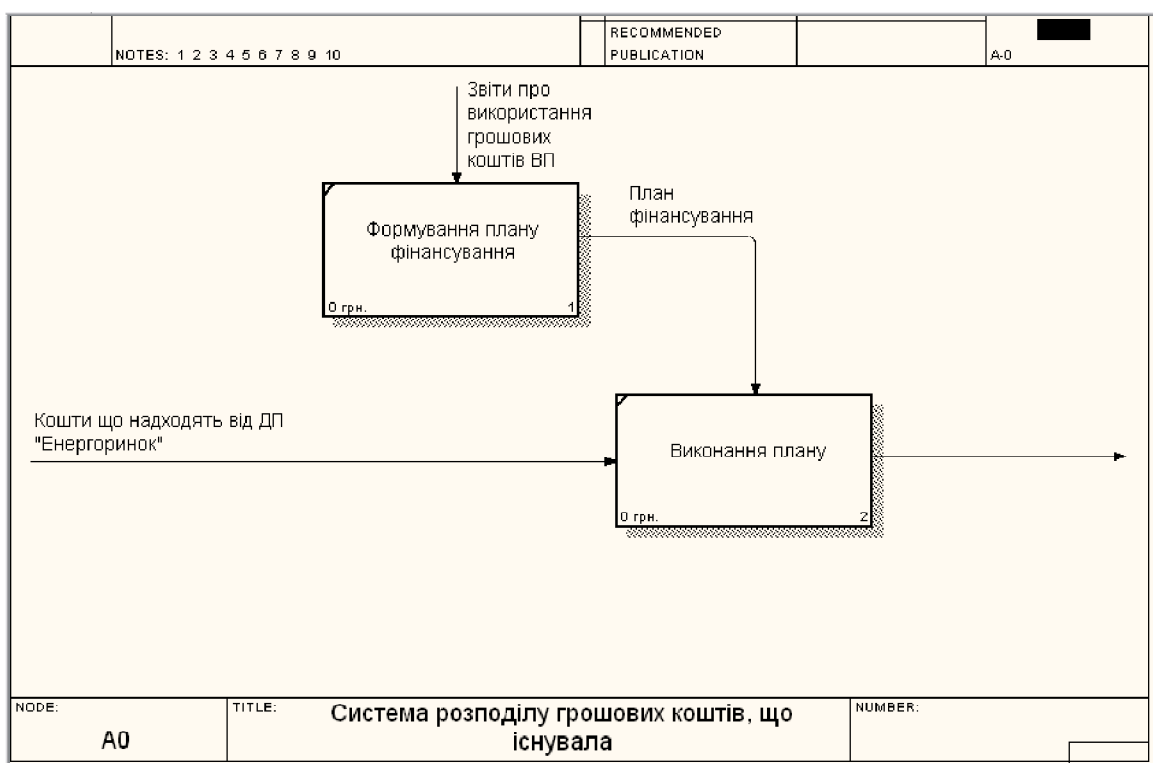 RECOMMENDED
NOTES: 1 2 3 4 5 6 7 8 9 10
PUBLICATION
A-0
Звіти про
використання
грошових
коштів ВП
План
фінансування
Формування плану
фінансування
0 грн.
1
Кошти що надходять від ДП
"Енергоринок"
Виконання плану
0 грн.
2
NODE:
A0
TITLE:
Система розподілу грошових коштів, що
існувала
NUMBER: